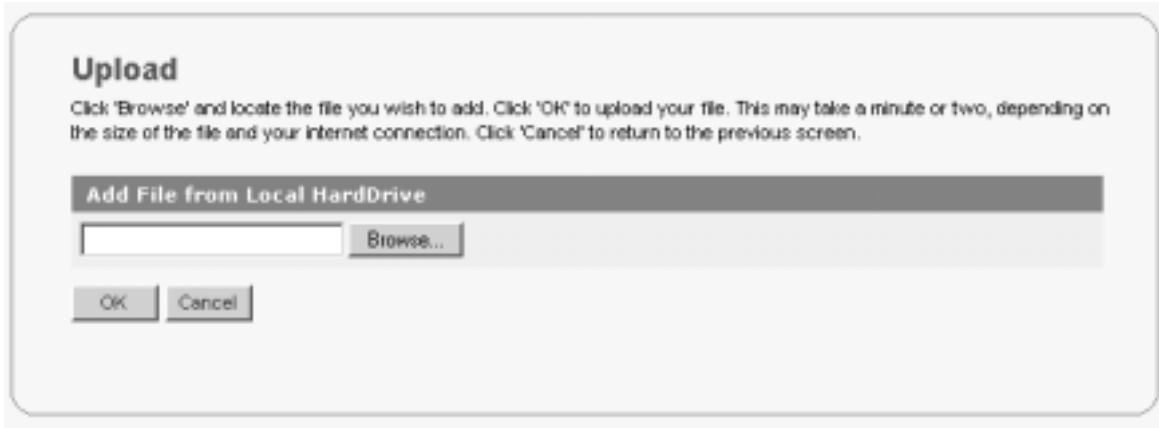 Upload
Click 'Browse' and locate the file you wish to add. Click 'OK' to upload your file. This may take a minute or two, depending on
the size of the file and your internet connection. Click 'Cancel' to return to the previous screen.
Add File from Local HardDrive
Browse...
OK Cancel